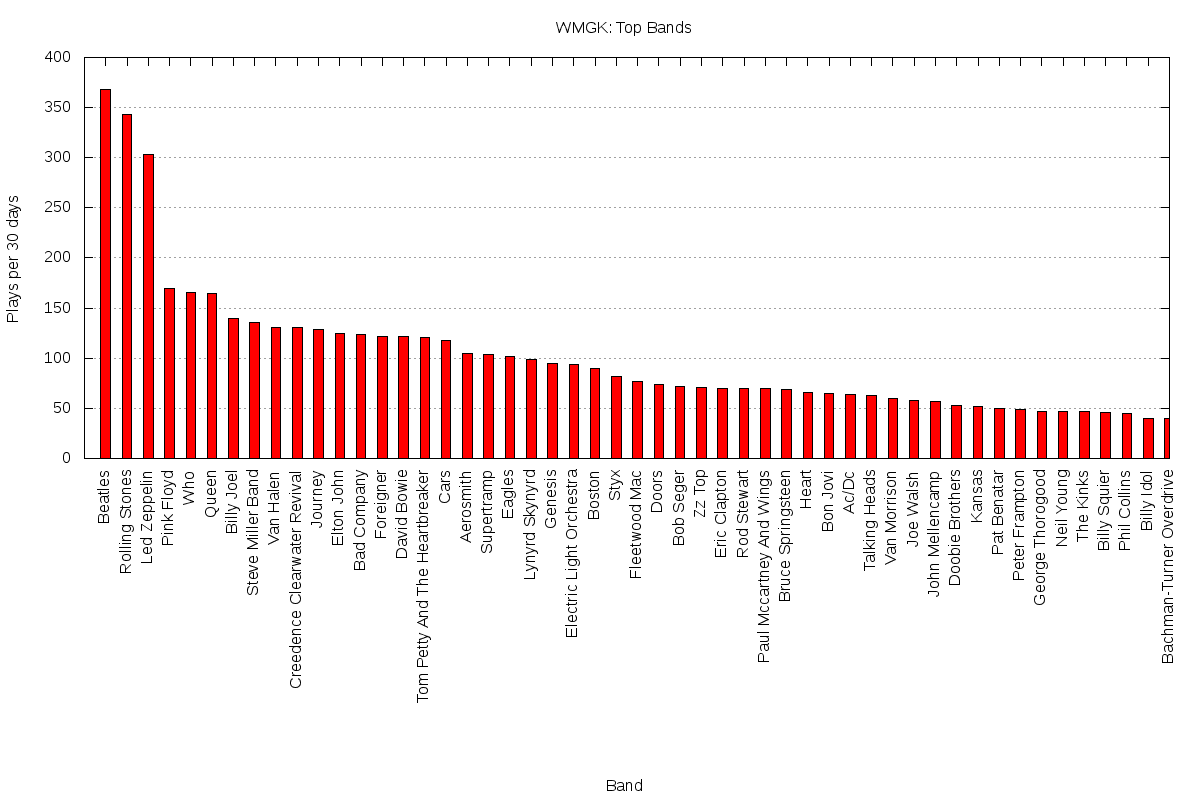 WMGK: Top Bands
400
350
300
250
200
150
100
50
0
Plays per 30 days
Beatles
Rolling Stones
Led Zeppelin
Pink Floyd
Who
Queen
Billy Joel
Steve Miller Band
Van Halen
Creedence Clearwater Revival
Journey
Elton John
Bad Company
Foreigner
David Bowie
Tom Petty And The Heartbreaker
Cars
Aerosmith
Supertramp
Eagles
Lynyrd Skynyrd
Genesis
Electric Light Orchestra
Boston
Styx
Fleetwood Mac
Doors
Bob Seger
Zz Top
Eric Clapton
Rod Stewart
Paul Mccartney And Wings
Bruce Springsteen
Heart
Bon Jovi
Ac/Dc
Talking Heads
Van Morrison
Joe Walsh
John Mellencamp
Doobie Brothers
Kansas
Pat Benatar
Peter Frampton
George Thorogood
Neil Young
The Kinks
Billy Squier
Phil Collins
Billy Idol
Bachman-Turner Overdrive
Band